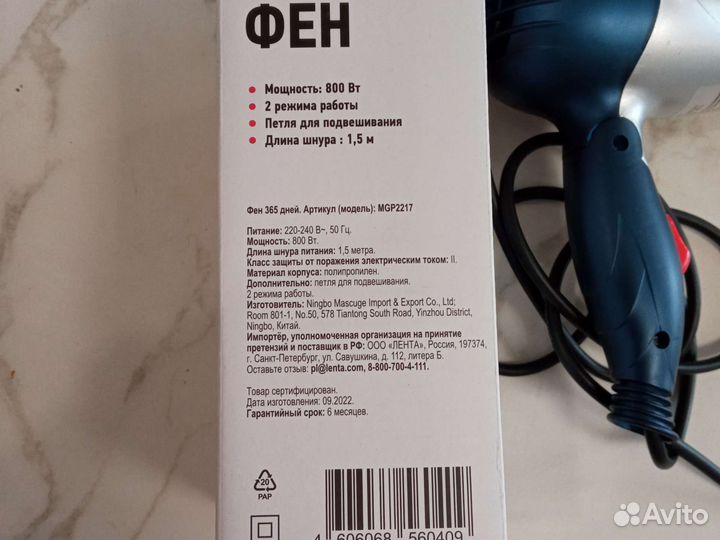 ФЕН
Мощность: 800 Вт
2 режима работы
Петля для подвешивания
Длина шнура : 1,5 м
Фен 365 дней. Артикул (модель): MGP2217
Питание: 220-240 В~, 50 Гц.
Мощность: 800 Вт.
Длина шнура питания: 1,5 метра.
Класс защиты от поражения электрическим током: II.
Материал корпуса: полипропилен.
Дополнительно: петля для подвешивания.
2 режима работы.
Изготовитель: Ningbo Mascuge Import & Export Co., Ltd;
Room 801-1, No.50, 578 Tiantong South Road, Yinzhou District,
Ningbo, Китай.
Импортёр, уполномоченная организация на принятие
претензий и поставщик в РФ: ООО «ЛЕНТА», Россия, 197374,
г. Санкт-Петербург, ул. Савушкина, д. 112, литера Б.
Оставьте отзыв: pl@lenta.com, 8-800-700-4-111.
Товар сертифицирован.
Дата изготовления: 09.2022.
Гарантийный срок: 6 месяцев.
20
PAP
4 606068 560409
Avito